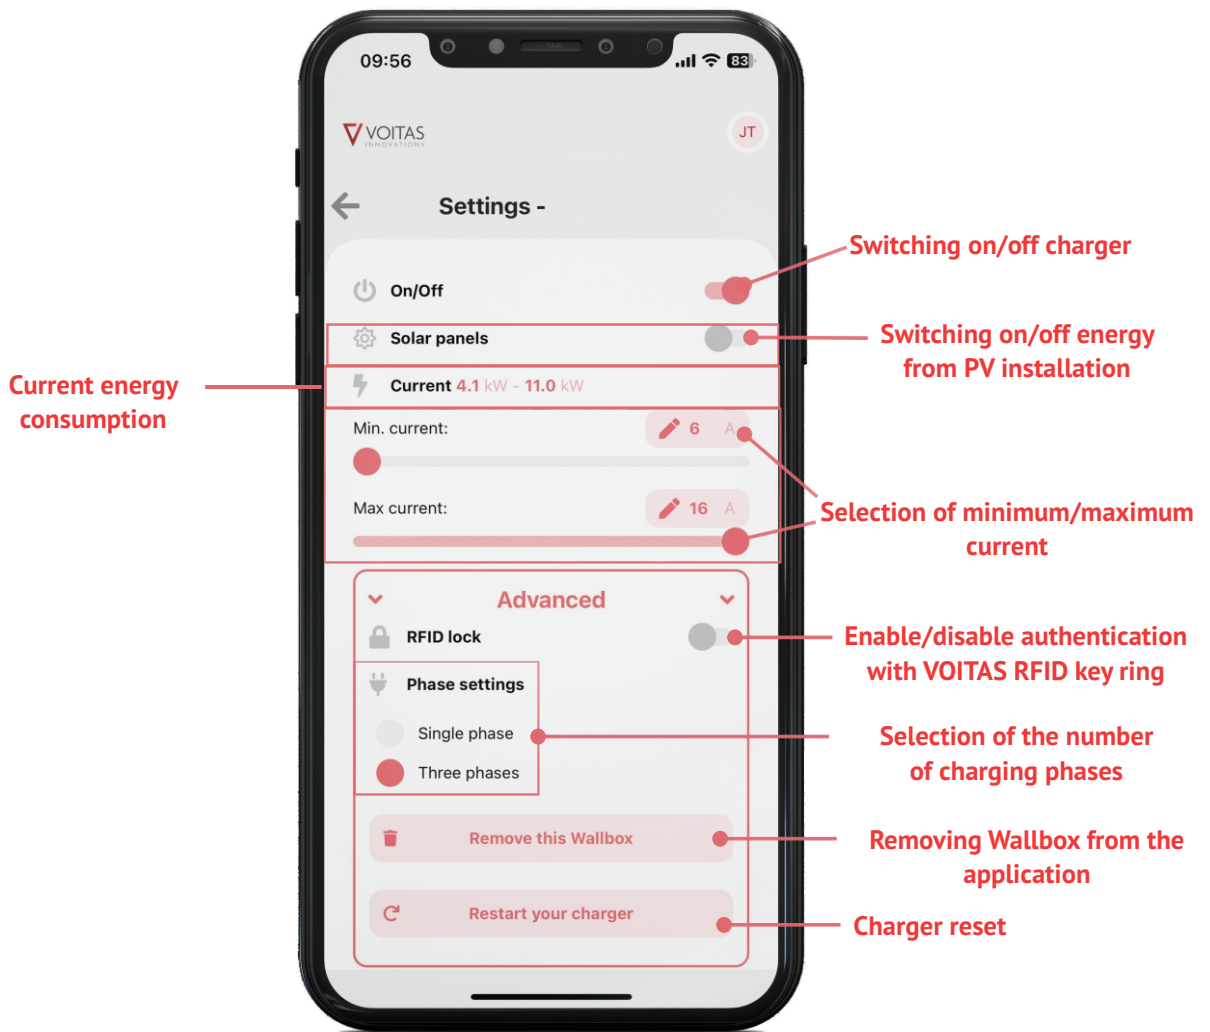 09:56
83
VOITAS
INNOVATIONS
JT
Settings -
On/Off
Solar panels
Current 4.1 kW - 11.0 kW
Min. current:
6 A
Max current:
16 A
Advanced
RFID lock
Phase settings
Single phase
Three phases
Remove this Wallbox
Restart your charger
Current energy
consumption
Switching on/off charger
Switching on/off energy
from PV installation
Selection of minimum/maximum
current
Enable/disable authentication
with VOITAS RFID key ring
Selection of the number
of charging phases
Removing Wallbox from the
application
Charger reset